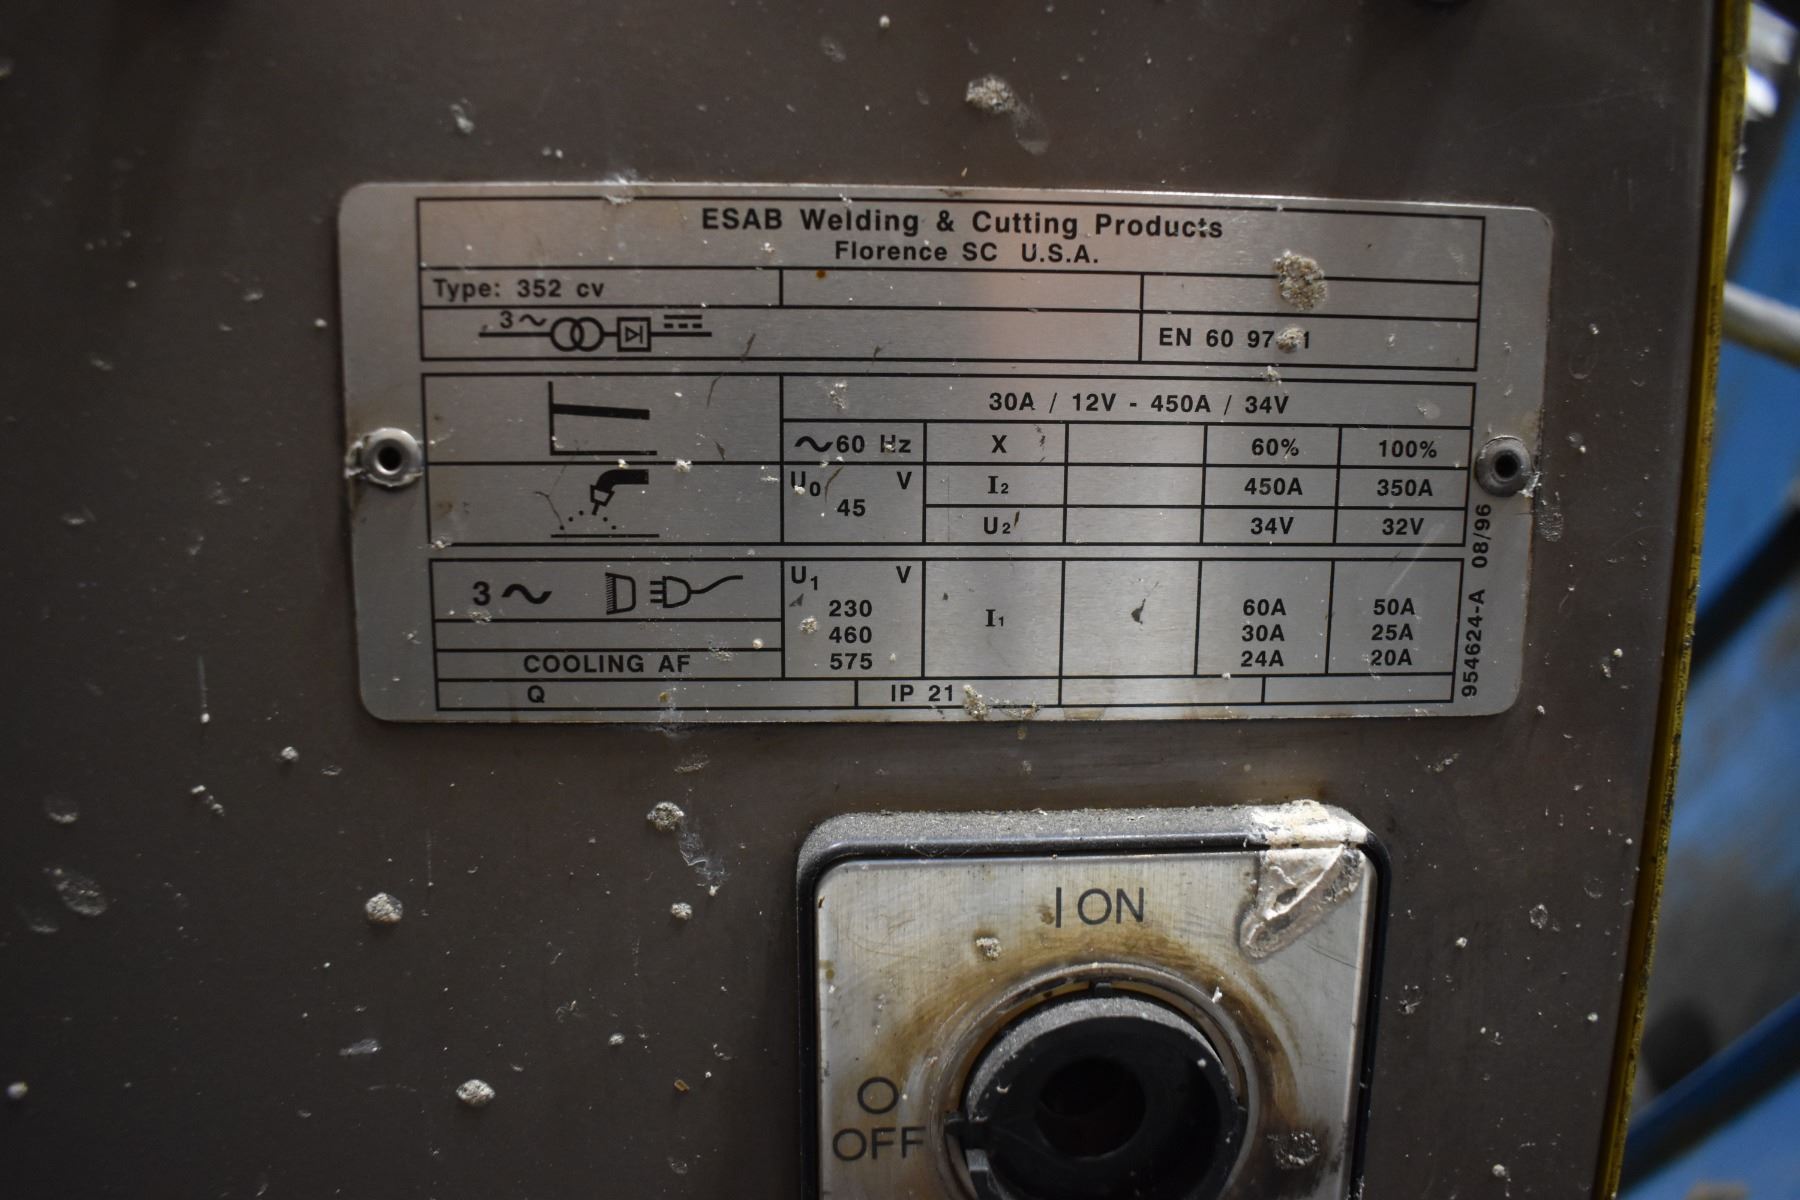 ESAB Welding & Cutting Products
Florence SC U.S.A.
Type: 352 cv
3~
EN 60 97
30A / 12V - 450A / 34V
~60 Hz X 60% 100%
U0 V I2 450A 350A
45
U2 34V 32V
3~ U1 V
230 60A 50A
I1
460 30A 25A
COOLING AF 575 24A 20A
Q IP 21
954624-A 08/96
I ON
O
OFF